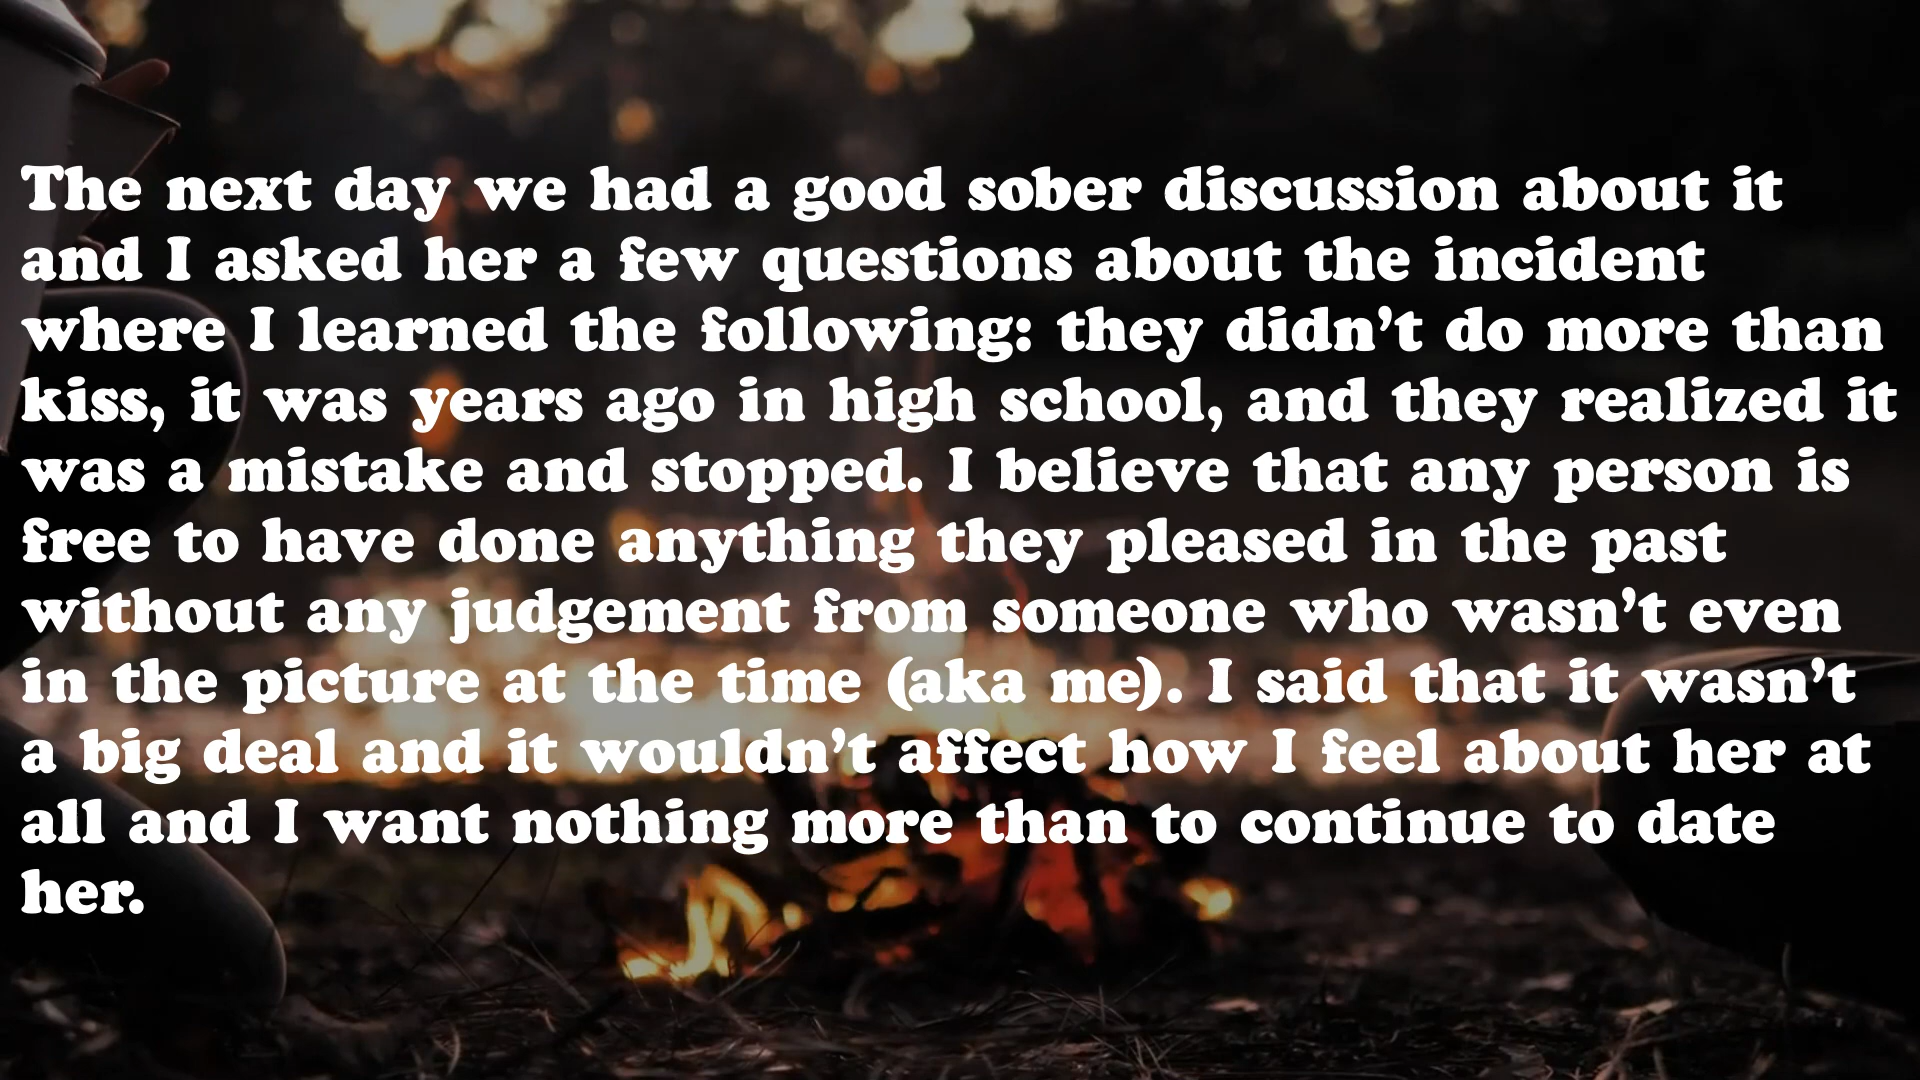 The next day we had a good sober discussion about it
and I asked her a few questions about the incident
where I learned the following: they didn’t do more than
kiss, it was years ago in high school, and they realized it
was a mistake and stopped. I believe that any person is
free to have done anything they pleased in the past
without any judgement from someone who wasn’t even
in the picture at the time (aka me). I said that it wasn’t
a big deal and it wouldn’t affect how I feel about her at
all and I want nothing more than to continue to date
her.